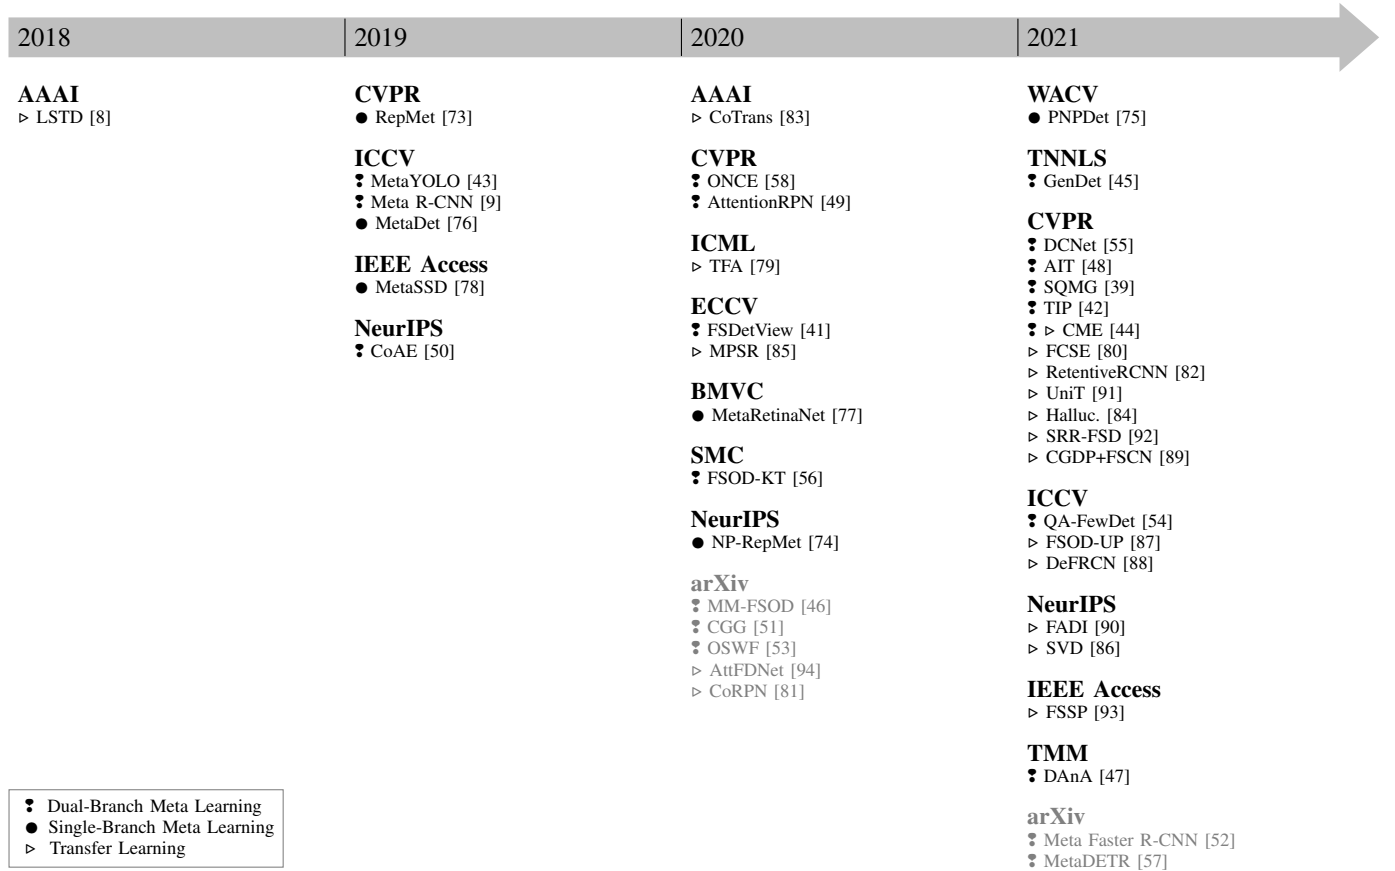 2018
2019
2020
2021
AAAI
▹ LSTD [8]
CVPR
● RepMet [73]
ICCV
❢ MetaYOLO [43]
❢ Meta R-CNN [9]
● MetaDet [76]
IEEE Access
● MetaSSD [78]
NeurIPS
❢ CoAE [50]
AAAI
▹ CoTrans [83]
CVPR
❢ ONCE [58]
❢ AttentionRPN [49]
ICML
▹ TFA [79]
ECCV
❢ FSDetView [41]
▹ MPSR [85]
BMVC
● MetaRetinaNet [77]
SMC
❢ FSOD-KT [56]
NeurIPS
● NP-RepMet [74]
arXiv
❢ MM-FSOD [46]
❢ CGG [51]
❢ OSWF [53]
▹ AttFDNet [94]
▹ CoRPN [81]
WACV
● PNPDet [75]
TNNLS
❢ GenDet [45]
CVPR
❢ DCNet [55]
❢ AIT [48]
❢ SQMG [39]
❢ TIP [42]
❢ ▹ CME [44]
▹ FCSE [80]
▹ RetentiveRCNN [82]
▹ UniT [91]
▹ Halluc. [84]
▹ SRR-FSD [92]
▹ CGDP+FSCN [89]
ICCV
❢ QA-FewDet [54]
▹ FSOD-UP [87]
▹ DeFRCN [88]
NeurIPS
▹ FADI [90]
▹ SVD [86]
IEEE Access
▹ FSSP [93]
TMM
❢ DAnA [47]
arXiv
❢ Meta Faster R-CNN [52]
❢ MetaDETR [57]
❢ Dual-Branch Meta Learning
● Single-Branch Meta Learning
▹ Transfer Learning